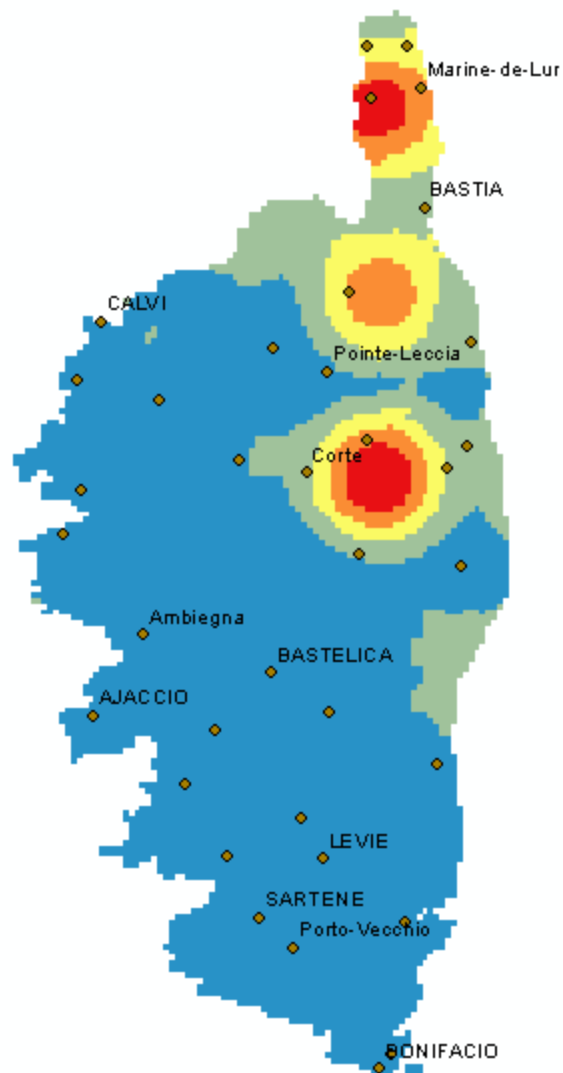 Marine-de-Lur
BASTIA
CALVI
Pointe-Leccia
Corte
Ambiegna
BASTELICA
AJACCIO
LEVIE
SARTENE
Porto-Vecchio
BONIFACIO